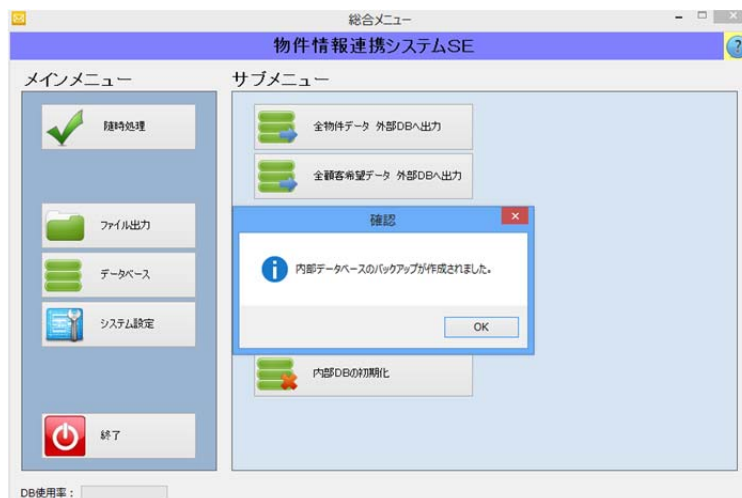 総合メニュー
物件情報連携システムSE
?
メインメニュー
サブメニュー
随時処理
ファイル出力
データベース
システム設定
終了
全物件データ 外部DBへ出力
全顧客希望データ 外部DBへ出力
確認
内部データベースのバックアップが作成されました。
OK
内部DBの初期化
DB使用率：